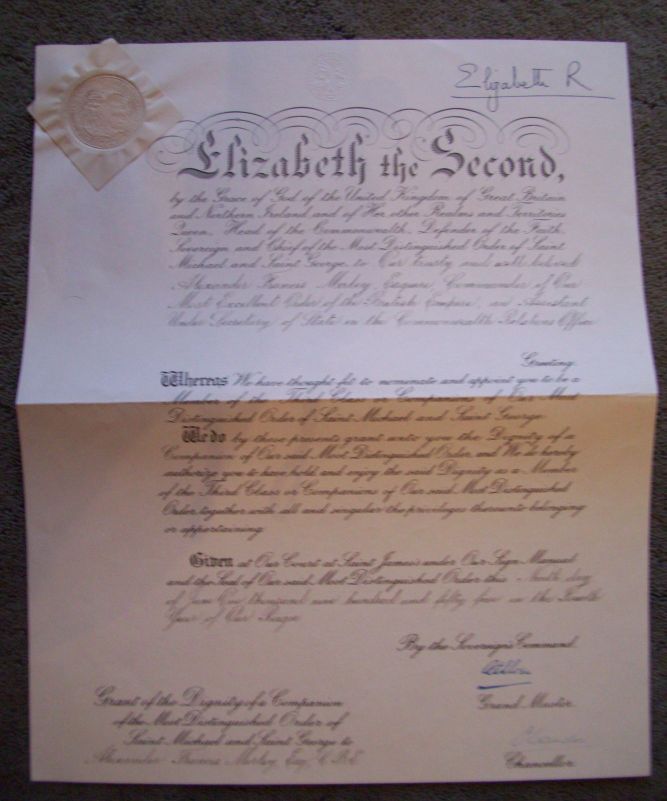 Elizabeth R
Elizabeth the Second,
by the Grace of God of the United Kingdom of Great Britain
and Northern Ireland and of Her other Realms and Territories
Queen, Head of the Commonwealth, Defender of the Faith,
Sovereign and Chief of the Most Distinguished Order of Saint
Michael and Saint George to Our trusty and well beloved
Alexander Francis Morley Esquire, Commander of Our
Most Excellent Order of the British Empire, an Assistant
Under Secretary of State in the Commonwealth Relations Office
Greeting
Whereas We have thought fit to nominate and appoint you to be a
Member of the Third Class or Companions of Our Most
Distinguished Order of Saint Michael and Saint George
We do by these presents grant unto you the Dignity of a
Companion of Our said Most Distinguished Order, and We do hereby
authorize you to have hold and enjoy the said Dignity as a Member
of the Third Class or Companions of Our said Most Distinguished
Order, together with all and singular the privileges thereunto belonging
or appertaining.
Given at Our Court at Saint James's under Our Sign Manual
and the Seal of Our said Most Distinguished Order this Ninth day
of June One thousand nine hundred and fifty five in the Fourth
Year of Our Reign
By the Sovereign's Command.
Grand Master.
Grant of the Dignity of a Companion
of the Most Distinguished Order of
Saint Michael and Saint George to
Alexander Francis Morley Esq, C.B.E.
Chancellor.